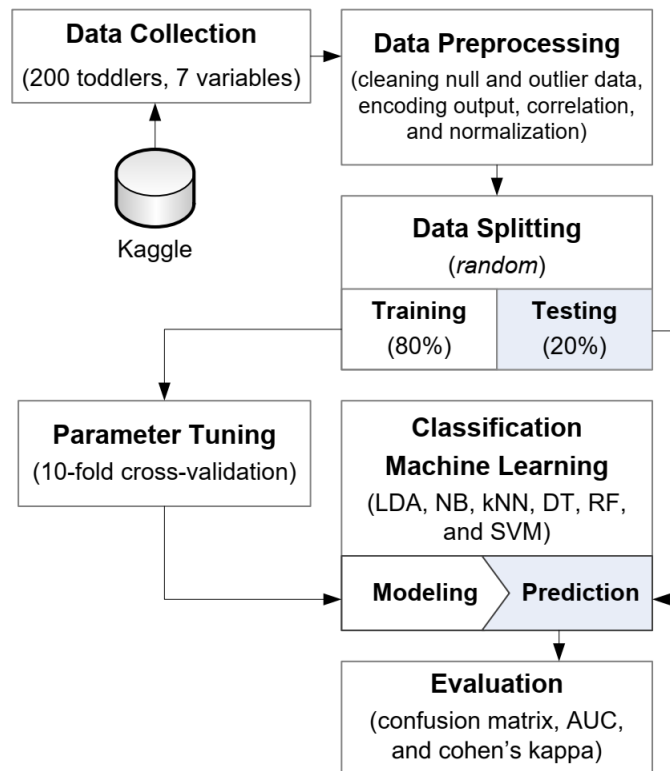 Data Collection
(200 toddlers, 7 variables)
Kaggle
Data Preprocessing
(cleaning null and outlier data,
encoding output, correlation,
and normalization)
Data Splitting
(random)
Training
(80%)
Testing
(20%)
Parameter Tuning
(10-fold cross-validation)
Classification
Machine Learning
(LDA, NB, kNN, DT, RF,
and SVM)
Modeling
Prediction
Evaluation
(confusion matrix, AUC,
and cohen's kappa)